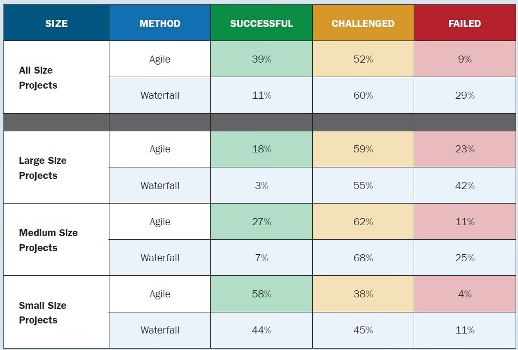 SIZE METHOD SUCCESSFUL CHALLENGED FAILED
All Size
Projects
Agile 39% 52% 9%
Waterfall 11% 60% 29%
Large Size
Projects
Agile 18% 59% 23%
Waterfall 3% 55% 42%
Medium Size
Projects
Agile 27% 62% 11%
Waterfall 7% 68% 25%
Small Size
Projects
Agile 58% 38% 4%
Waterfall 44% 45% 11%